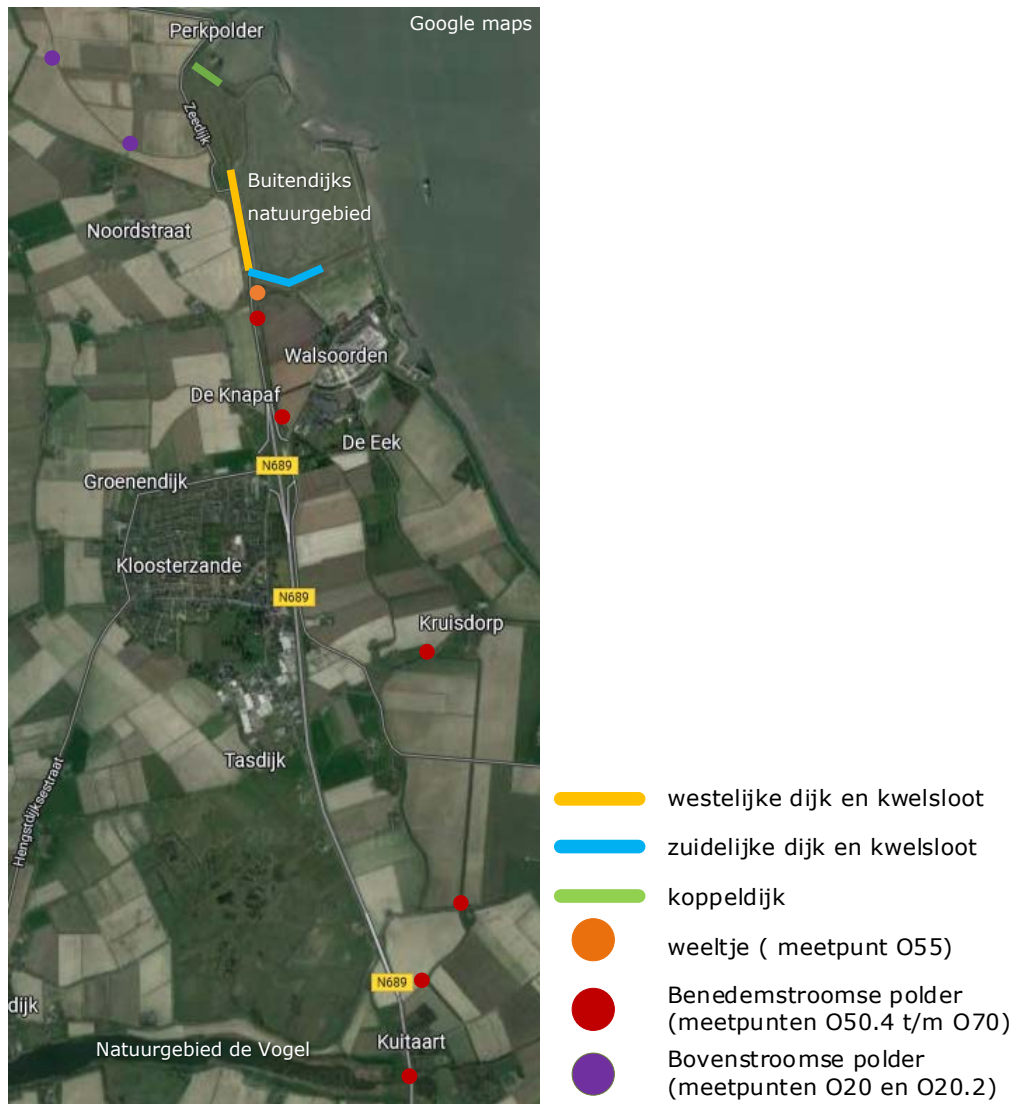 Google maps
Perkpolder
Zeedijk
Buitendijks
natuurgebied
Noordstraat
Walsoorden
De Knapaf
De Eek
N689
Groenendijk
Kloosterzande
N689
Kruisdorp
Tasdijk
Hengstdijksestraat
N689
dijk
Kuitaart
Natuurgebied de Vogel
westelijke dijk en kwelsloot
zuidelijke dijk en kwelsloot
koppeldijk
weeltje ( meetpunt O55)
Benedemstroomse polder
(meetpunten O50.4 t/m O70)
Bovenstroomse polder
(meetpunten O20 en O20.2)